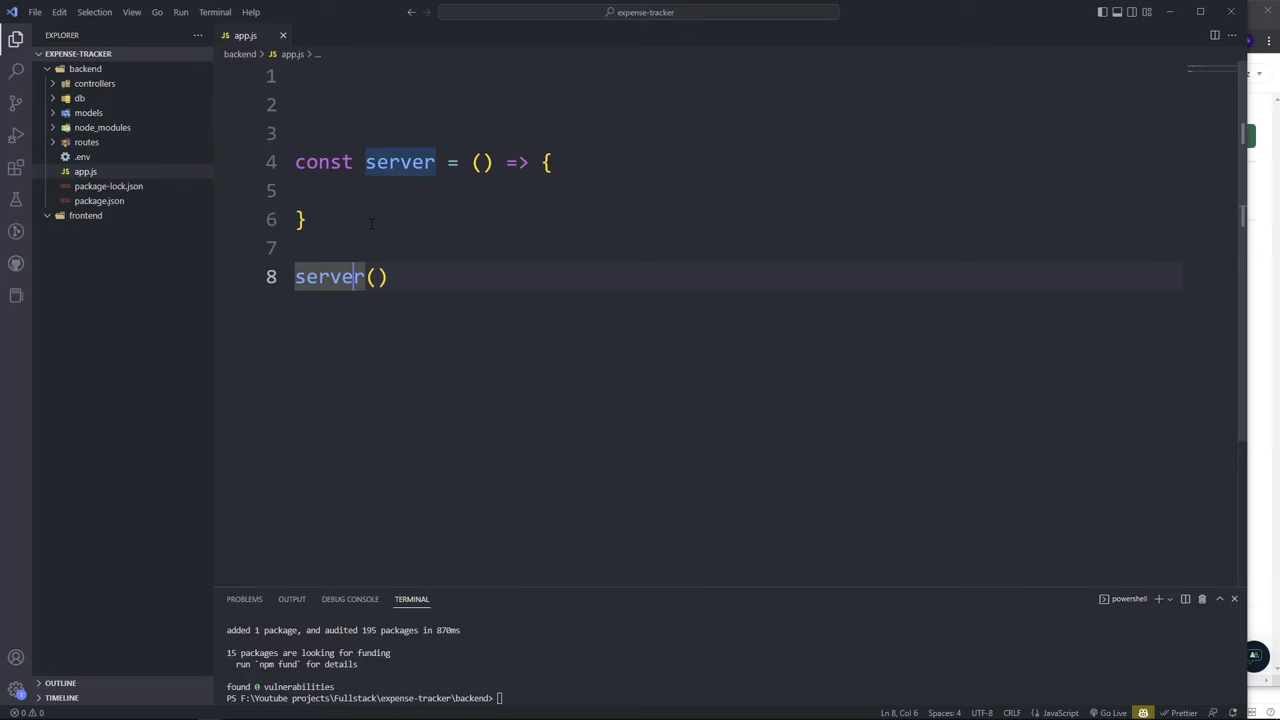 File Edit Selection View Go Run Terminal Help
expense-tracker
EXPLORER
app.js
EXPENSE-TRACKER
backend > app.js > ...
backend
controllers
db
models
node_modules
routes
.env
app.js
package-lock.json
package.json
frontend
1
2
3
4 const server = () => {
5
6 }
7
8 server()
PROBLEMS OUTPUT DEBUG CONSOLE TERMINAL
powershell
added 1 package, and audited 195 packages in 870ms
15 packages are looking for funding
run `npm fund` for details
found 0 vulnerabilities
PS F:\Youtube projects\Fullstack\expense-tracker\backend>
OUTLINE
TIMELINE
1
0 0
Ln 8, Col 6 Spaces: 4 UTF-8 CRLF JavaScript Go Live Prettier